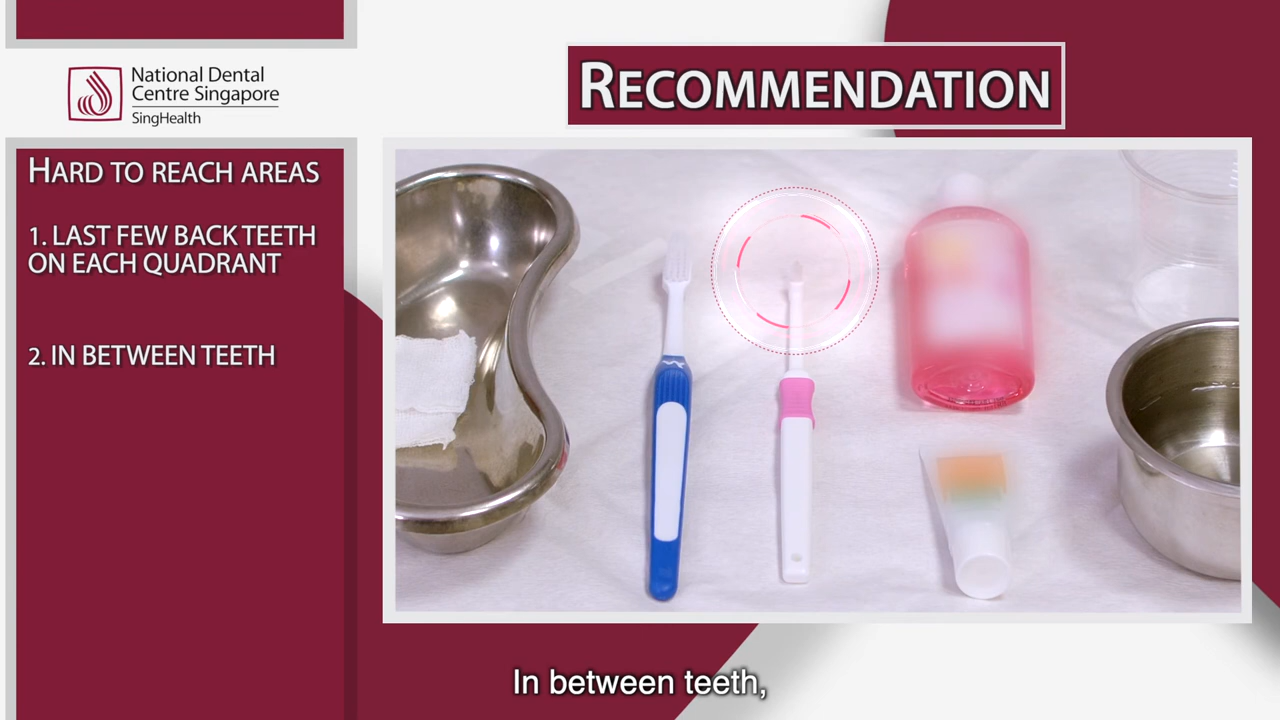 National Dental
Centre Singapore
SingHealth
RECOMMENDATION
HARD TO REACH AREAS
1. LAST FEW BACK TEETH
ON EACH QUADRANT
2. IN BETWEEN TEETH
In between teeth,